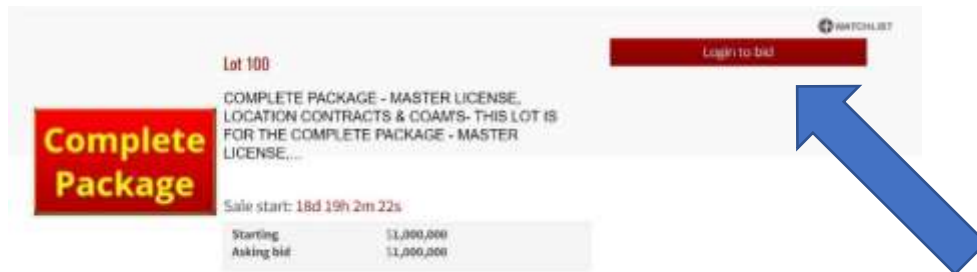 WATCHLIST
Login to bid
Lot 100
COMPLETE PACKAGE - MASTER LICENSE,
LOCATION CONTRACTS & COAM'S- THIS LOT IS
FOR THE COMPLETE PACKAGE - MASTER
LICENSE,...
Complete
Package
Sale start: 18d 19h 2m 22s
Starting $1,000,000
Asking bid $1,000,000